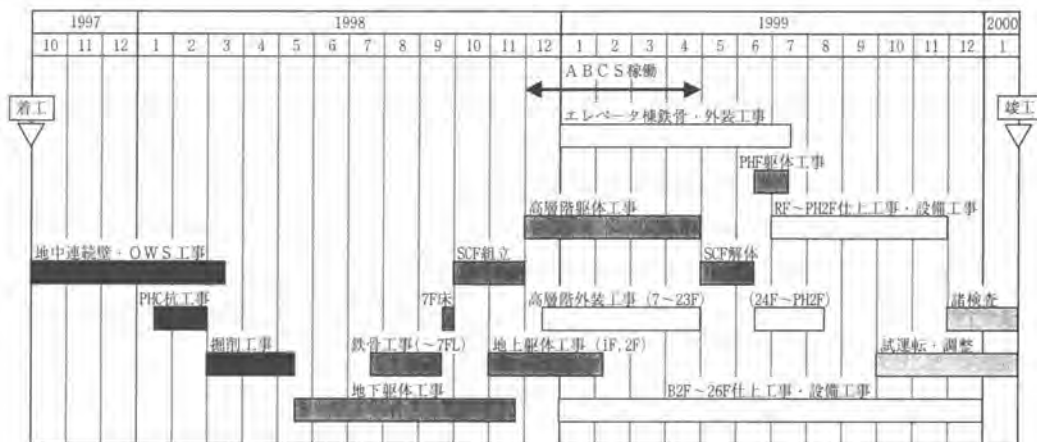 1997 1998 1999 2000
10 11 12 1 2 3 4 5 6 7 8 9 10 11 12 1 2 3 4 5 6 7 8 9 10 11 12 1
ABCS稼働
着工 竣工
エレベータ棟鉄骨・外装工事
PHF躯体工事
高層階躯体工事 RF～PH2F仕上工事・設備工事
地中連続壁・OWS工事 SCF組立 SCF解体
PHC杭工事 7F床 高層階外装工事(7～23F) (24F～PH2F) 諸検査
掘削工事 鉄骨工事(～7FL) 地上躯体工事(1F,2F) 試運転・調整
地下躯体工事 B2F～26F仕上工事・設備工事